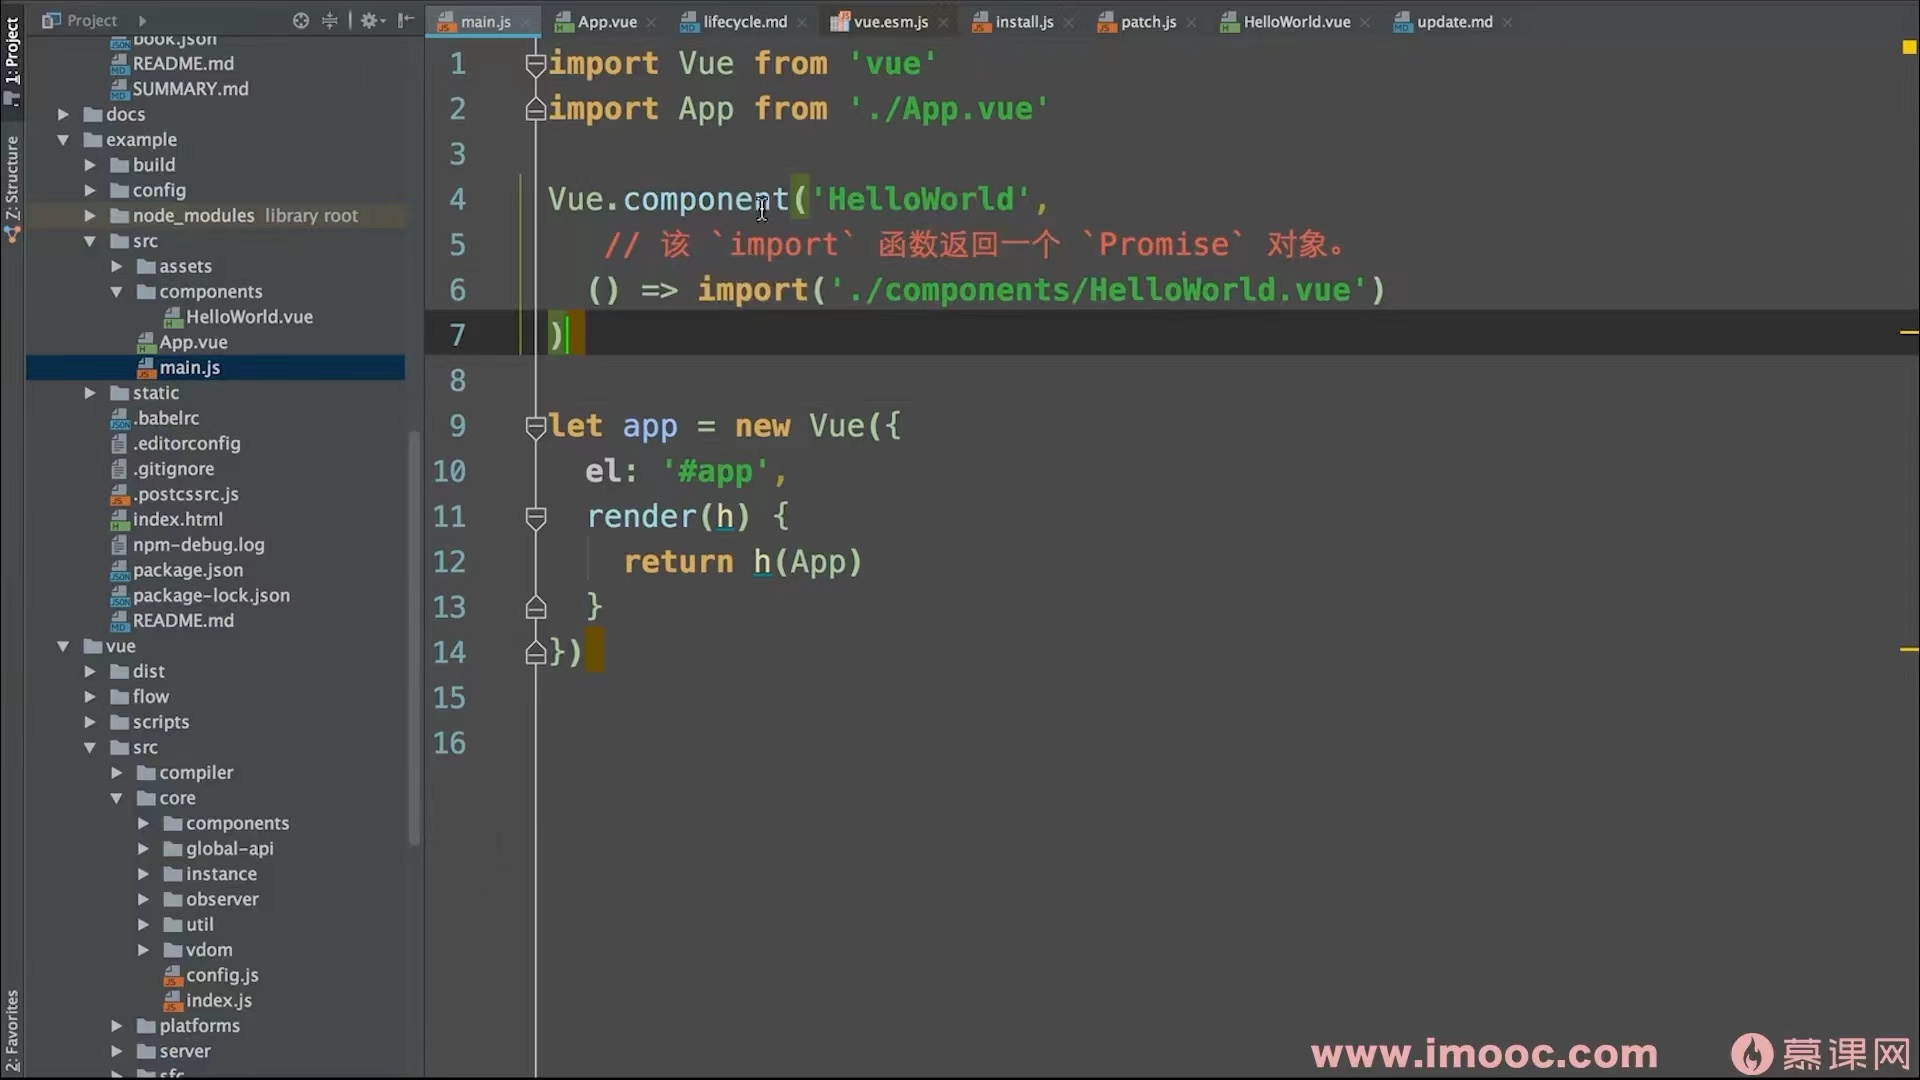 Project
main.js
App.vue
lifecycle.md
vue.esm.js
install.js
patch.js
HelloWorld.vue
update.md
1: Project
Z: Structure
2: Favorites
book.json
README.md
SUMMARY.md
docs
example
build
config
node_modules library root
src
assets
components
HelloWorld.vue
App.vue
main.js
static
.babelrc
.editorconfig
.gitignore
.postcssrc.js
index.html
npm-debug.log
package.json
package-lock.json
README.md
vue
dist
flow
scripts
src
compiler
core
components
global-api
instance
observer
util
vdom
config.js
index.js
platforms
server
sfc
1 import Vue from 'vue'
2 import App from './App.vue'
3
4 Vue.component('HelloWorld',
5 // 该 `import` 函数返回一个 `Promise` 对象。
6 () => import('./components/HelloWorld.vue')
7 )
8
9 let app = new Vue({
10 el: '#app',
11 render(h) {
12 return h(App)
13 }
14 })
15
16
www.imooc.com 慕课网